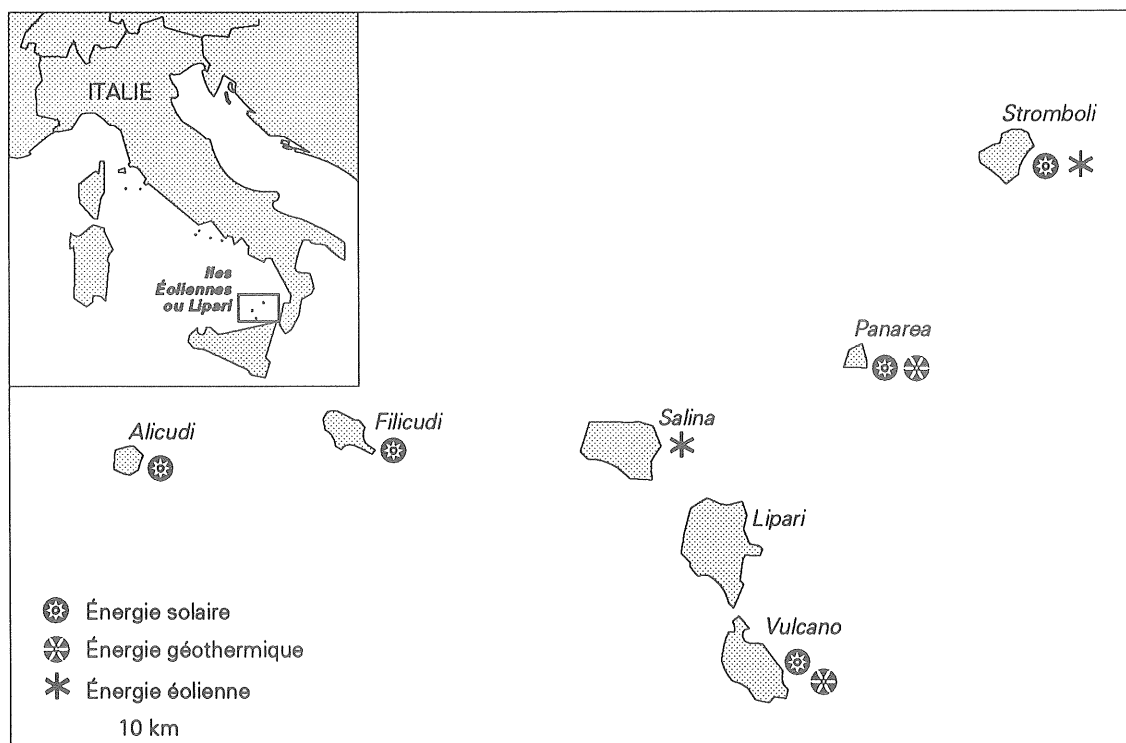 ITALIE
Iles
Éoliennes
ou Lipari
Stromboli
Panarea
Alicudi
Filicudi
Salina
Lipari
Vulcano
Énergie solaire
Énergie géothermique
Énergie éolienne
10 km